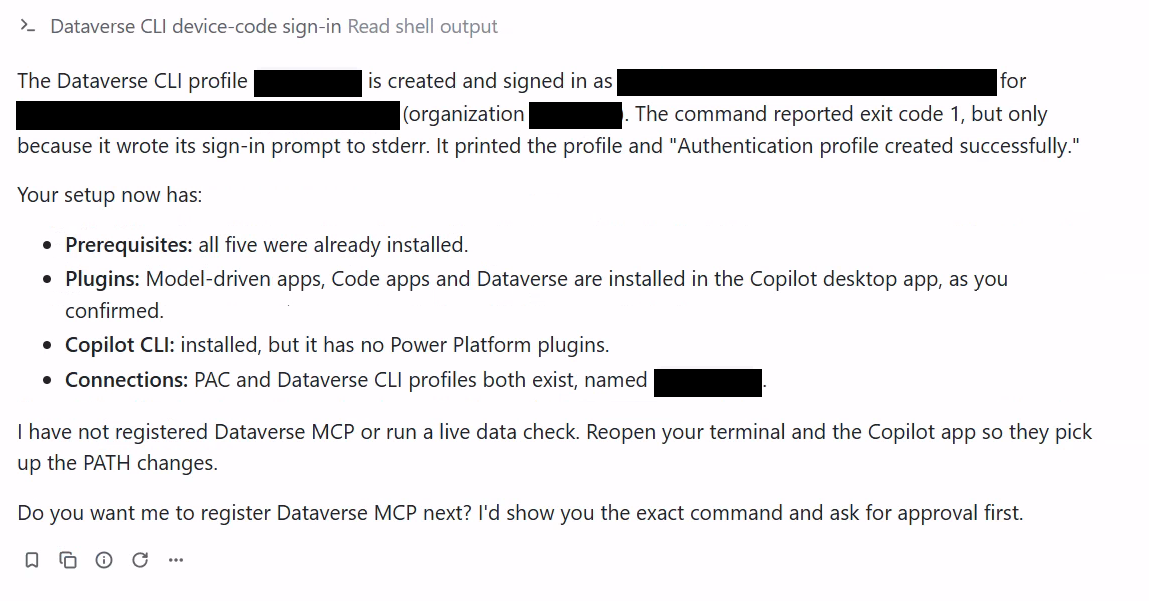 Dataverse CLI device-code sign-in Read shell output
The Dataverse CLI profile is created and signed in as for
(organization ). The command reported exit code 1, but only
because it wrote its sign-in prompt to stderr. It printed the profile and "Authentication profile created successfully."
Your setup now has:
• Prerequisites: all five were already installed.
• Plugins: Model-driven apps, Code apps and Dataverse are installed in the Copilot desktop app, as you
confirmed.
• Copilot CLI: installed, but it has no Power Platform plugins.
• Connections: PAC and Dataverse CLI profiles both exist, named .
I have not registered Dataverse MCP or run a live data check. Reopen your terminal and the Copilot app so they pick
up the PATH changes.
Do you want me to register Dataverse MCP next? I'd show you the exact command and ask for approval first.